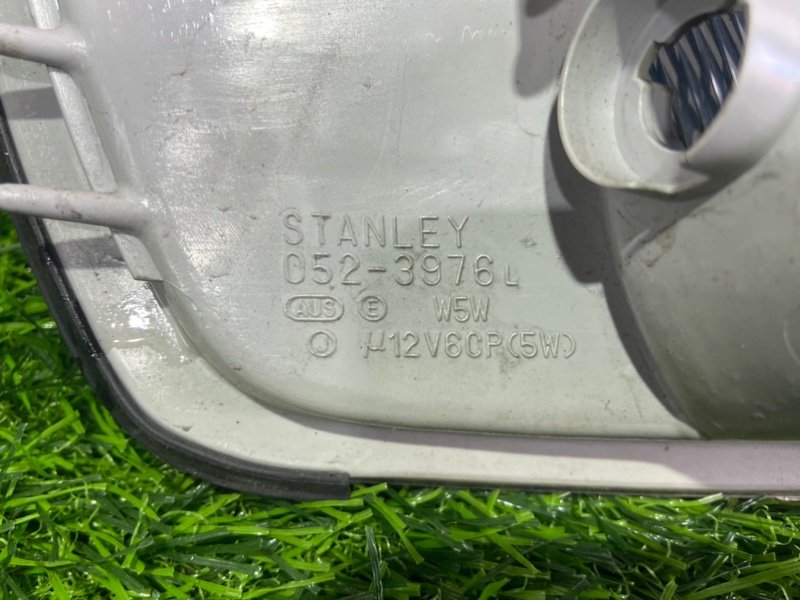 STANLEY
052-3976L
AUS E W5W
J µ12V6CP(5W)